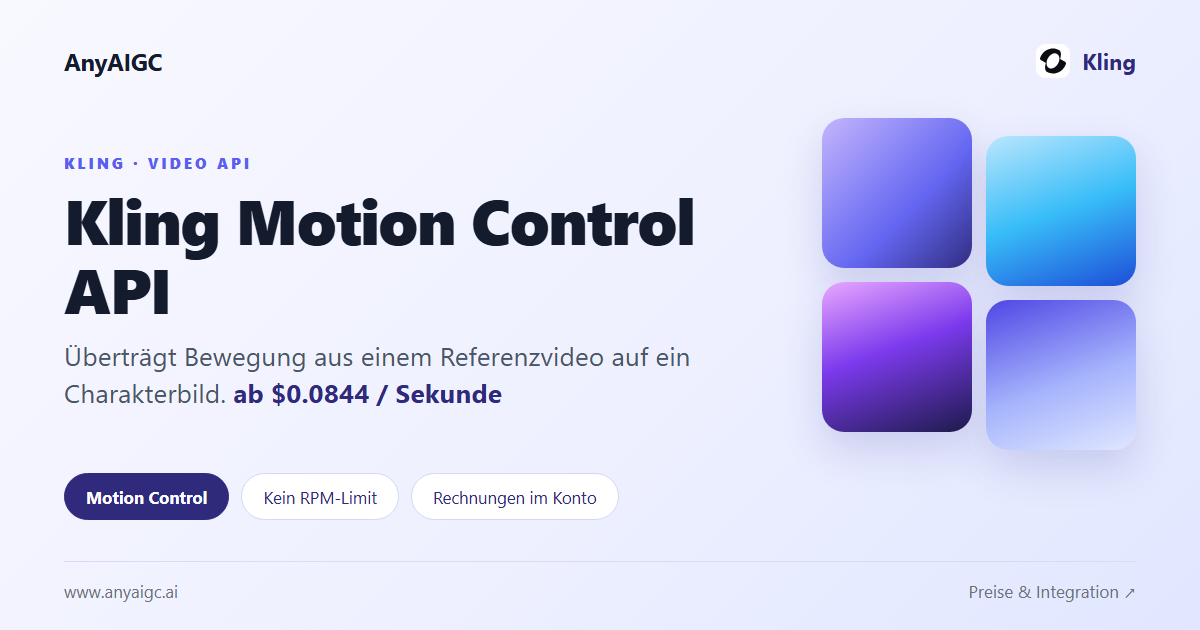 AnyAIGC
Kling
KLING · VIDEO API
Kling Motion Control
API
Überträgt Bewegung aus einem Referenzvideo auf ein
Charakterbild. ab $0.0844 / Sekunde
Motion Control
Kein RPM-Limit
Rechnungen im Konto
www.anyaigc.ai
Preise & Integration ↗